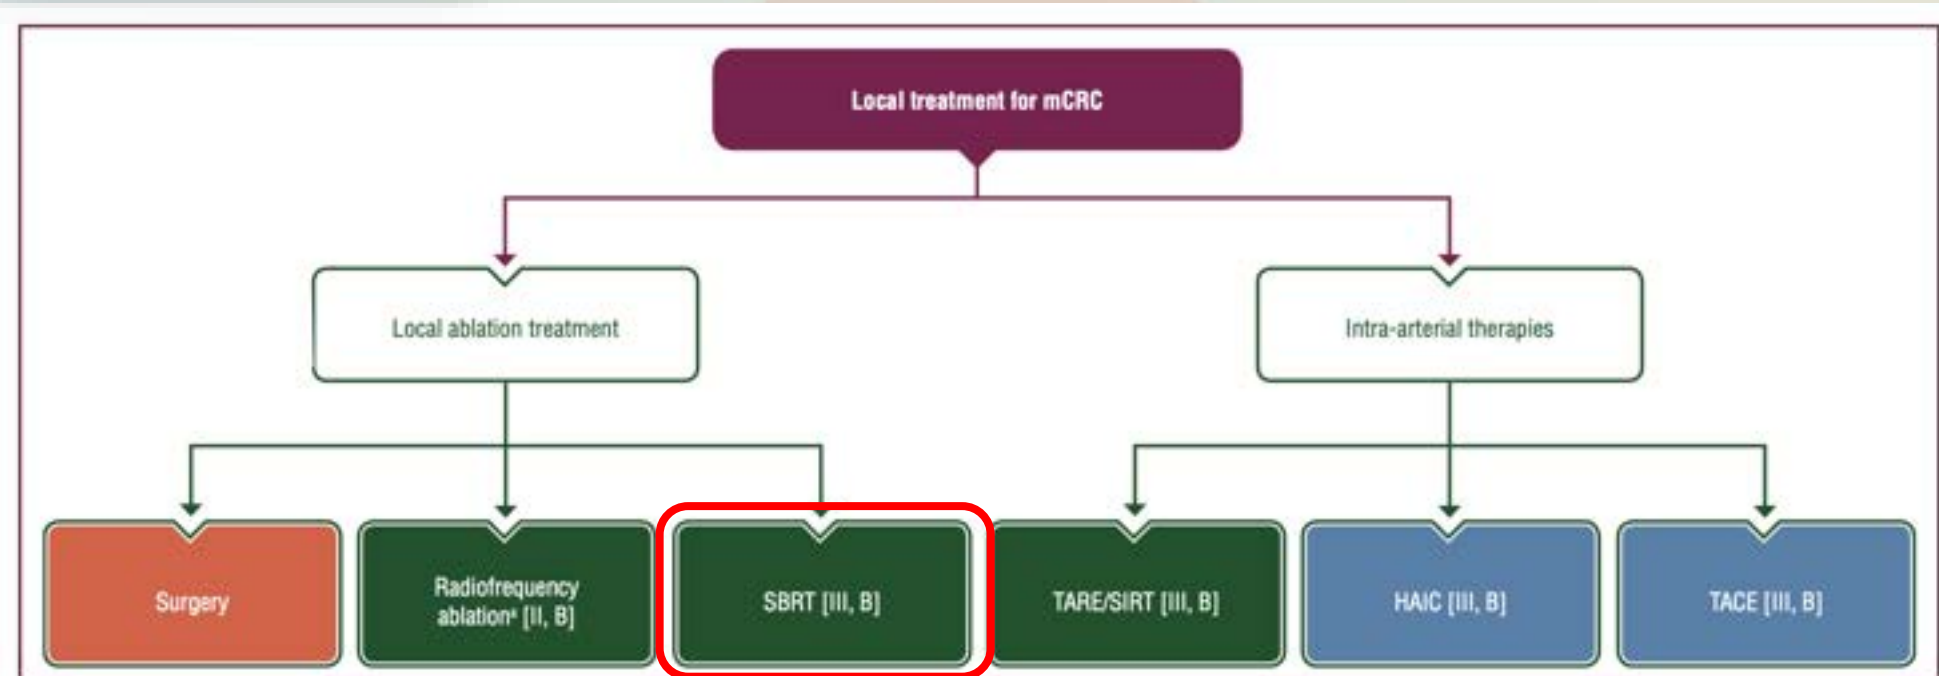 Local treatment for mCRC
Local ablation treatment
Intra-arterial therapies
Surgery
Radiofrequency
ablationᵃ [II, B]
SBRT [III, B]
TARE/SIRT [III, B]
HAIC [III, B]
TACE [III, B]